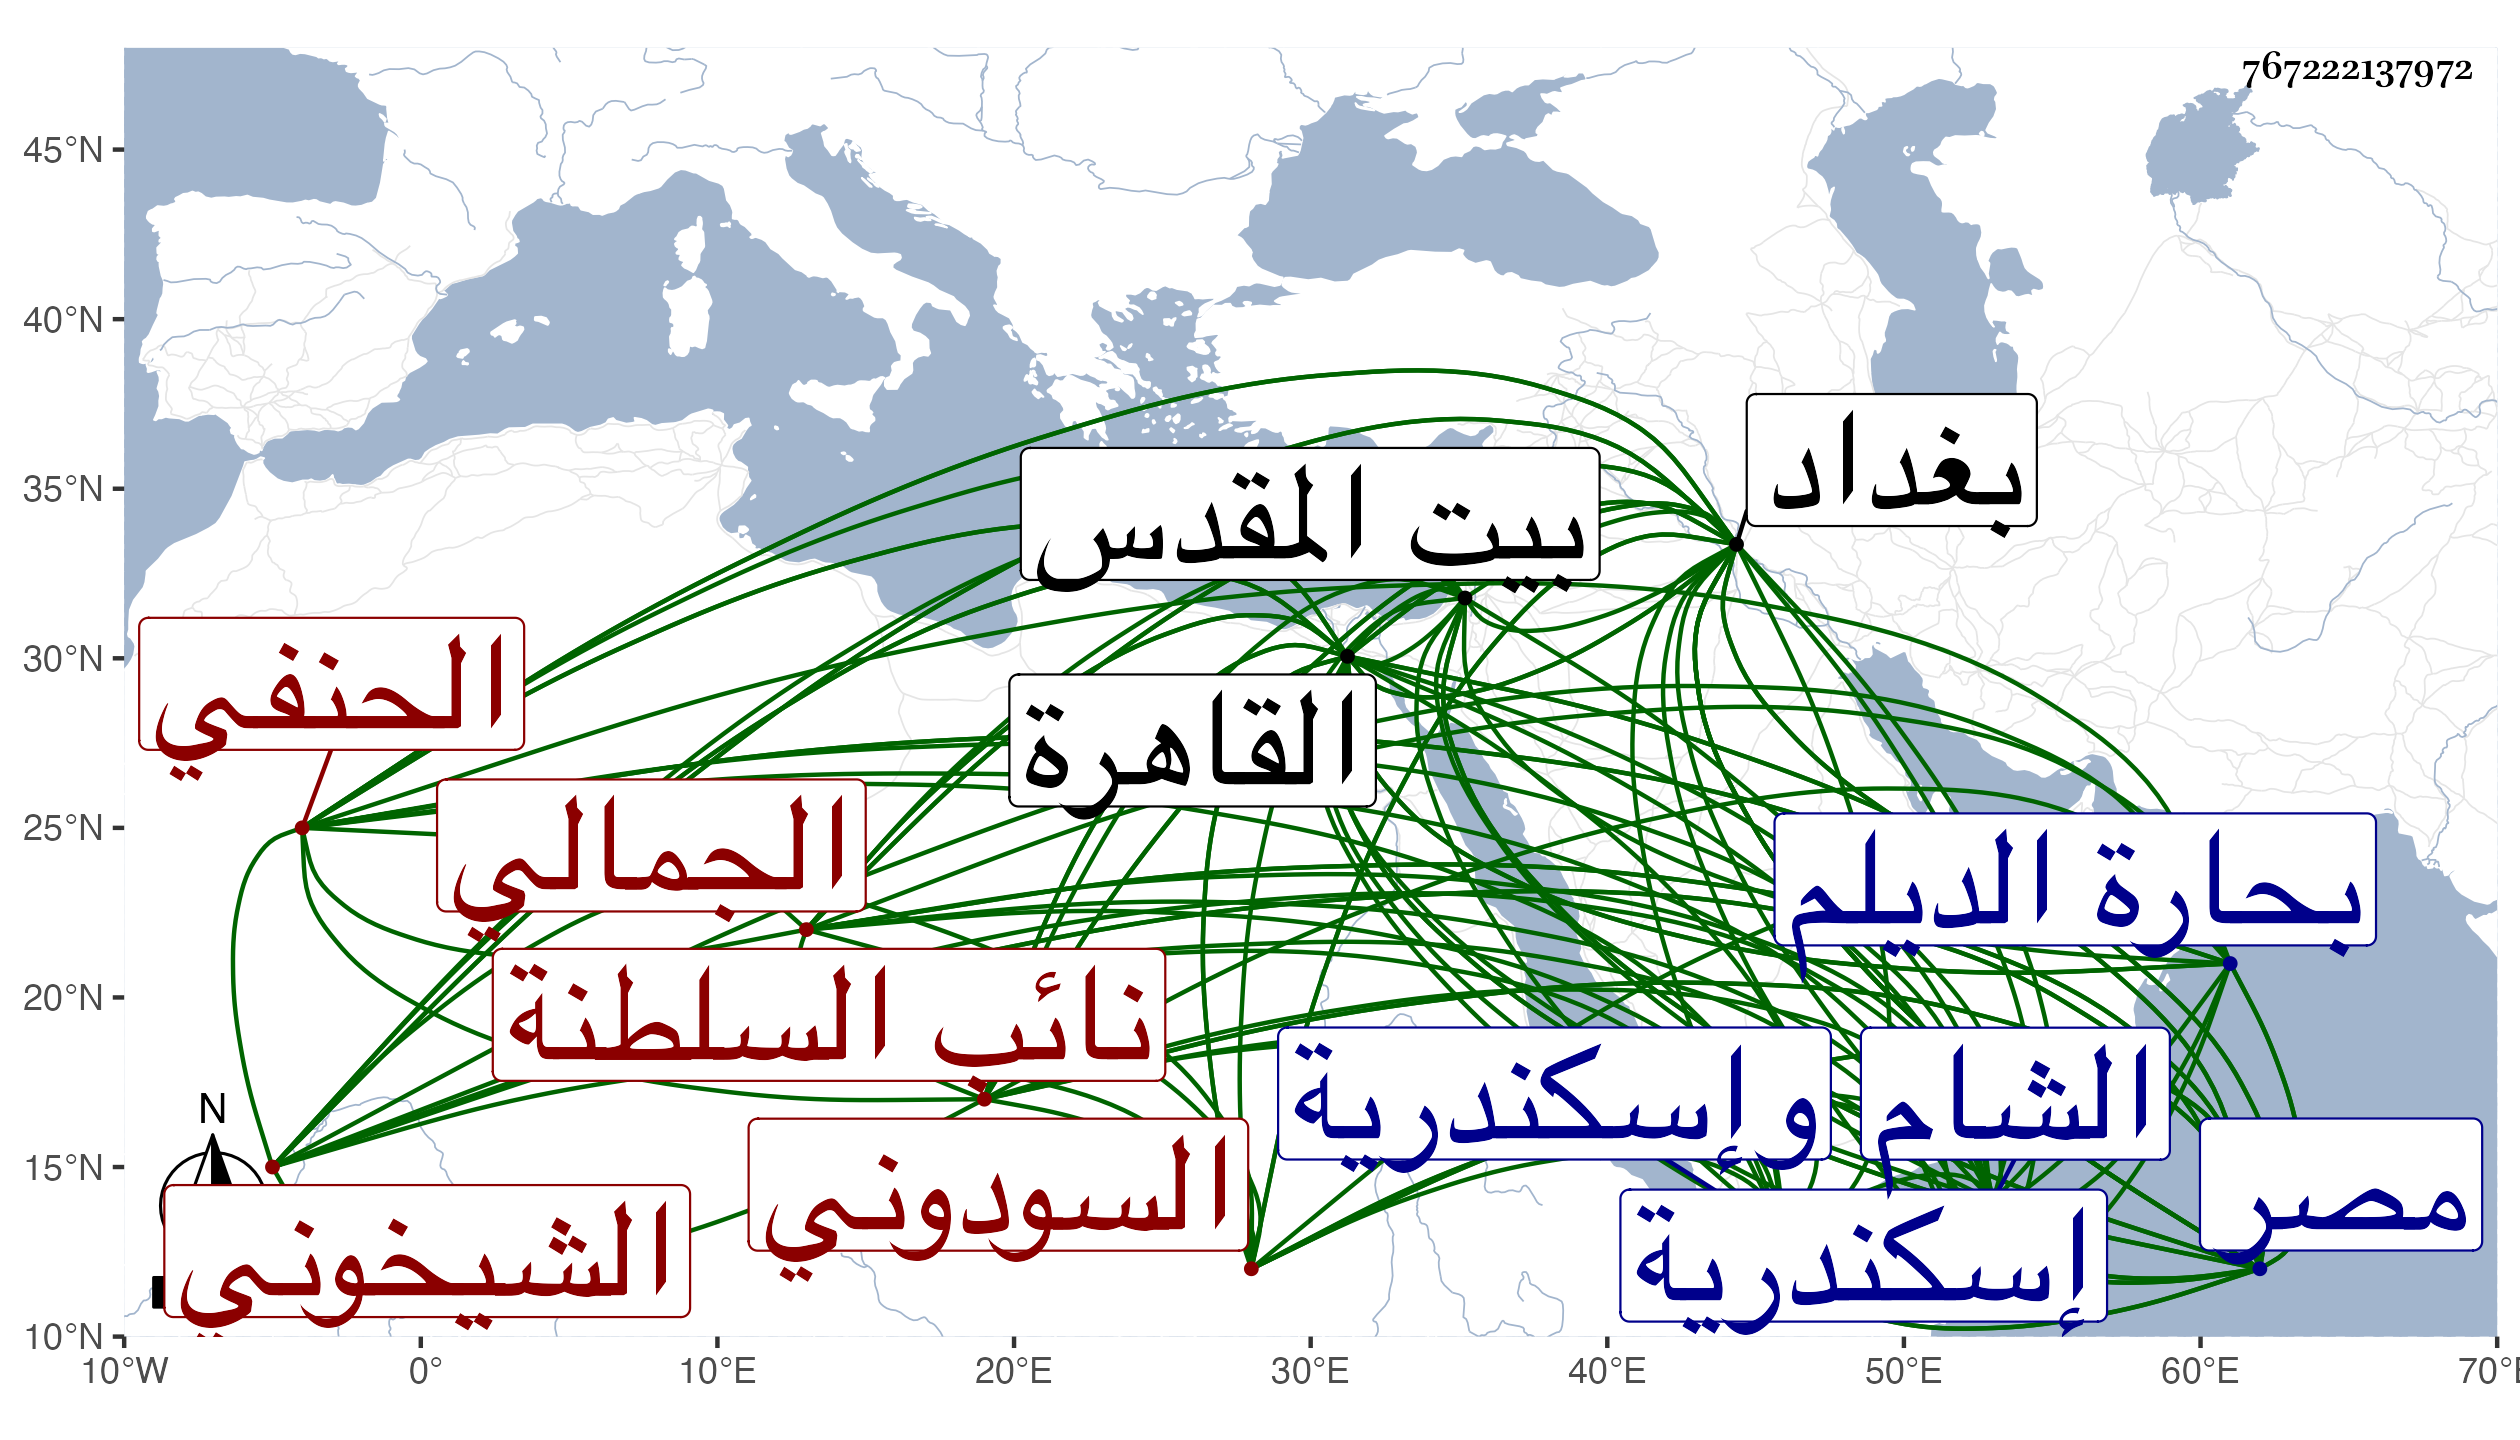 767222137972
45°N
40°N
35°N
30°N
25°N
20°N
15°N
10°N
10°W
0°
10°E
20°E
30°E
40°E
50°E
60°E
70°E
N
بغداد
بيت المقدس
القاهرة
الحنفي
الجمالي
نائب السلطنة
السودوني
الشيخوني
بحارة الديلم
وإسكندرية
الشام
مصر
إسكندرية